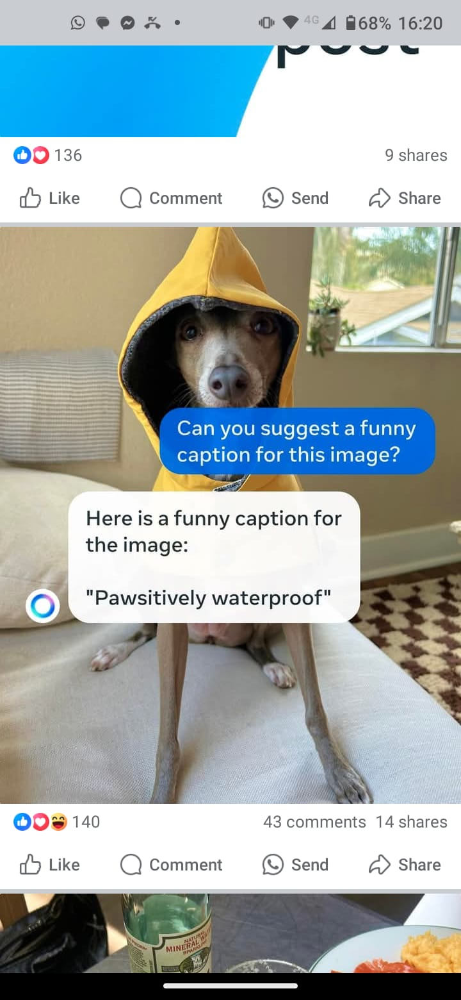 4G 68% 16:20
post
136 9 shares
Like Comment Send Share
Can you suggest a funny
caption for this image?
Here is a funny caption for
the image:
"Pawsitively waterproof"
140 43 comments 14 shares
Like Comment Send Share
NATURAL
MINERAL WATER
SPARKLING